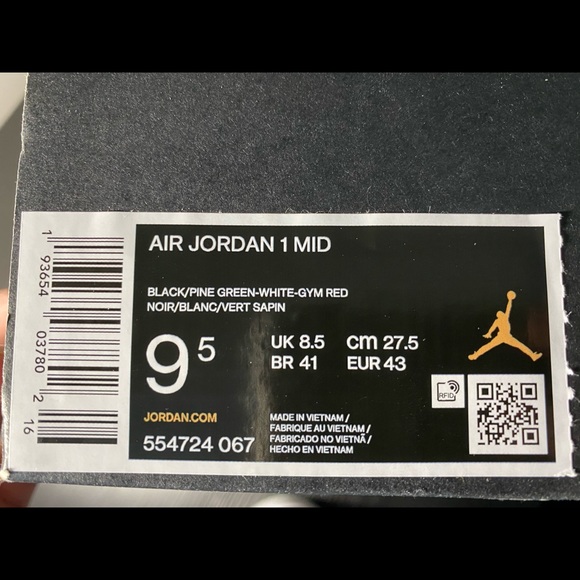 1 93654 03780 2 16
AIR JORDAN 1 MID
BLACK/PINE GREEN-WHITE-GYM RED
NOIR/BLANC/VERT SAPIN
9 5
UK 8.5 cm 27.5
BR 41 EUR 43
RFID
JORDAN.COM
554724 067
MADE IN VIETNAM /
FABRIQUE AU VIETNAM /
FABRICADO NO VIETNÃ /
HECHO EN VIETNAM